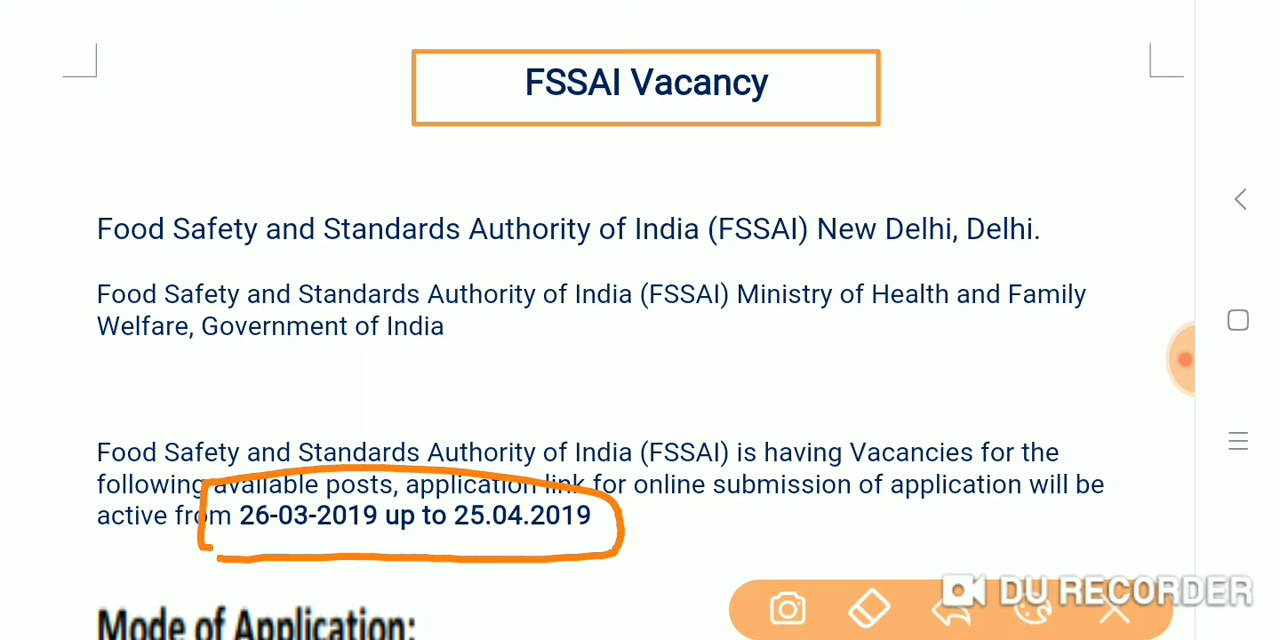 FSSAI Vacancy
Food Safety and Standards Authority of India (FSSAI) New Delhi, Delhi.
Food Safety and Standards Authority of India (FSSAI) Ministry of Health and Family
Welfare, Government of India
Food Safety and Standards Authority of India (FSSAI) is having Vacancies for the
following available posts, application link for online submission of application will be
active from 26-03-2019 up to 25.04.2019
DU RECORDER
Mode of Application: